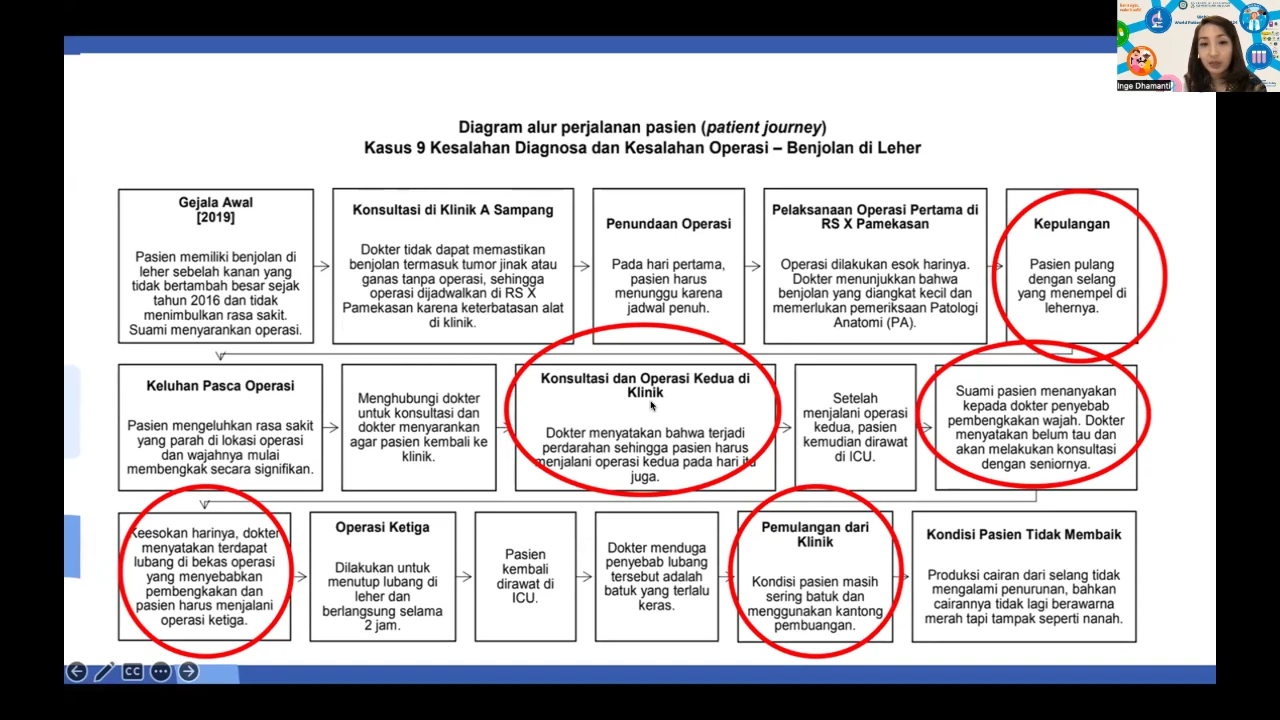 Inge Dhamanti
Diagram alur perjalanan pasien (patient journey)
Kasus 9 Kesalahan Diagnosa dan Kesalahan Operasi – Benjolan di Leher
Gejala Awal
[2019]
Pasien memiliki benjolan di
leher sebelah kanan yang
tidak bertambah besar sejak
tahun 2016 dan tidak
menimbulkan rasa sakit.
Suami menyarankan operasi.
Konsultasi di Klinik A Sampang
Dokter tidak dapat memastikan
benjolan termasuk tumor jinak atau
ganas tanpa operasi, sehingga
operasi dijadwalkan di RS X
Pamekasan karena keterbatasan alat
di klinik.
Penundaan Operasi
Pada hari pertama,
pasien harus
menunggu karena
jadwal penuh.
Pelaksanaan Operasi Pertama di
RS X Pamekasan
Operasi dilakukan esok harinya.
Dokter menunjukkan bahwa
benjolan yang diangkat kecil dan
memerlukan pemeriksaan Patologi
Anatomi (PA).
Kepulangan
Pasien pulang
dengan selang
yang menempel di
lehernya.
Keluhan Pasca Operasi
Pasien mengeluhkan rasa sakit
yang parah di lokasi operasi
dan wajahnya mulai
membengkak secara signifikan.
Menghubungi dokter
untuk konsultasi dan
dokter menyarankan
agar pasien kembali ke
klinik.
Konsultasi dan Operasi Kedua di
Klinik
Dokter menyatakan bahwa terjadi
perdarahan sehingga pasien harus
menjalani operasi kedua pada hari itu
juga.
Setelah
menjalani operasi
kedua, pasien
kemudian dirawat
di ICU.
Suami pasien menanyakan
kepada dokter penyebab
pembengkakan wajah. Dokter
menyatakan belum tau dan
akan melakukan konsultasi
dengan seniornya.
Keesokan harinya, dokter
menyatakan terdapat
lubang di bekas operasi
yang menyebabkan
pembengkakan dan
pasien harus menjalani
operasi ketiga.
Operasi Ketiga
Dilakukan untuk
menutup lubang di
leher dan
berlangsung selama
2 jam.
Pasien
kembali
dirawat di
ICU.
Dokter menduga
penyebab lubang
tersebut adalah
batuk yang terlalu
keras.
Pemulangan dari
Klinik
Kondisi pasien masih
sering batuk dan
menggunakan kantong
pembuangan.
Kondisi Pasien Tidak Membaik
Produksi cairan dari selang tidak
mengalami penurunan, bahkan
cairannya tidak lagi berawarna
merah tapi tampak seperti nanah.
CC